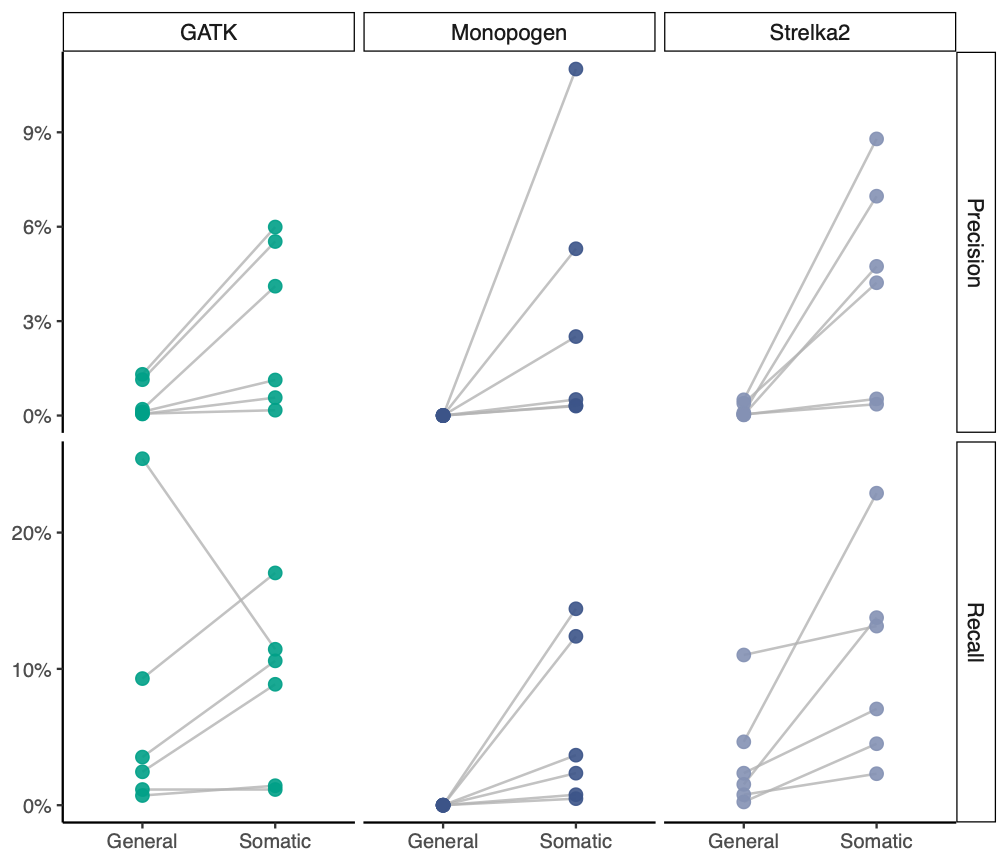 GATK Monopogen Strelka2
9%
6%
3%
0%
Precision
20%
10%
0%
Recall
General Somatic General Somatic General Somatic